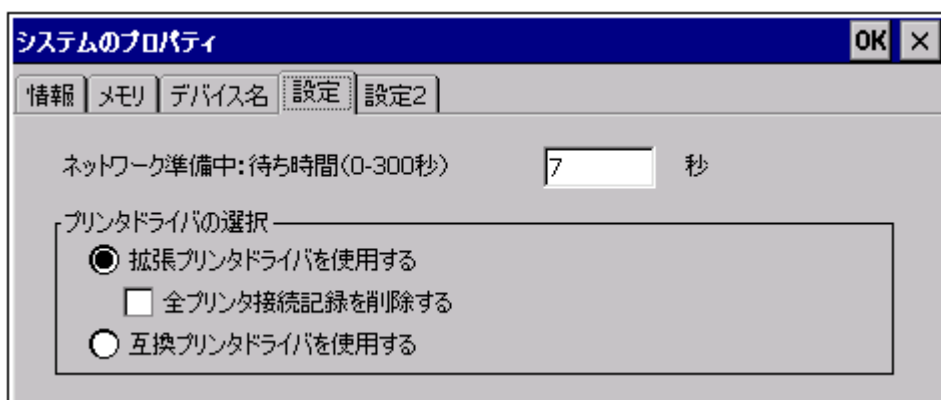 システムのプロパティ OK ×
情報 メモリ デバイス名 設定 設定2
ネットワーク準備中:待ち時間(0-300秒) 7 秒
プリンタドライバの選択
拡張プリンタドライバを使用する
全プリンタ接続記録を削除する
互換プリンタドライバを使用する